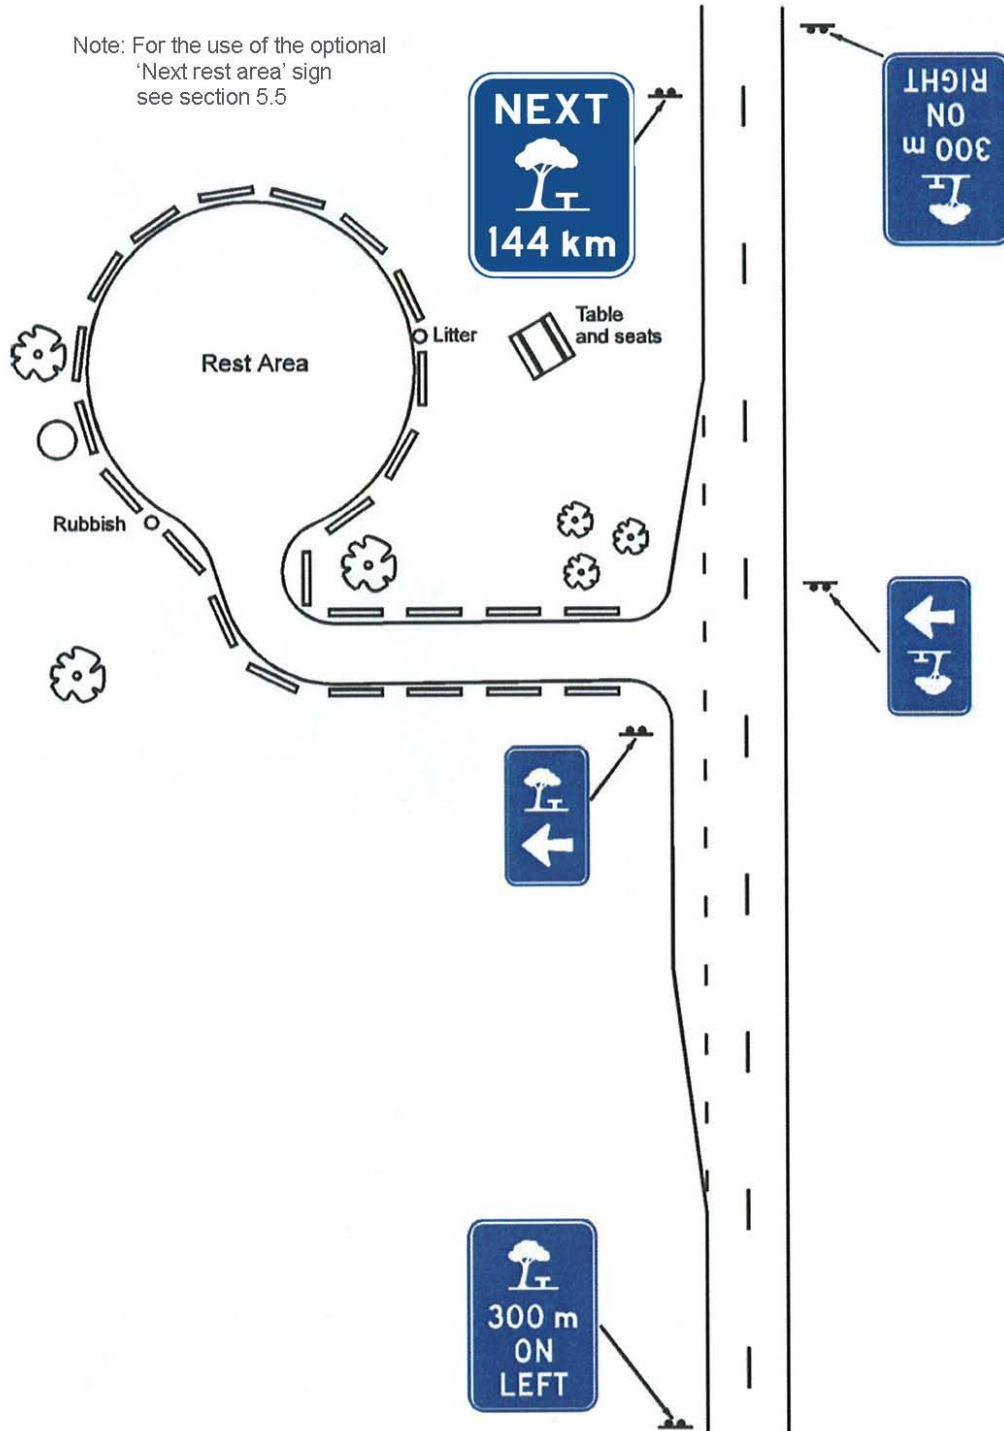 Note: For the use of the optional
'Next rest area' sign
see section 5.5
NEXT
144 km
300 m
ON
RIGHT
Litter
Table
and seats
Rest Area
Rubbish
300 m
ON
LEFT